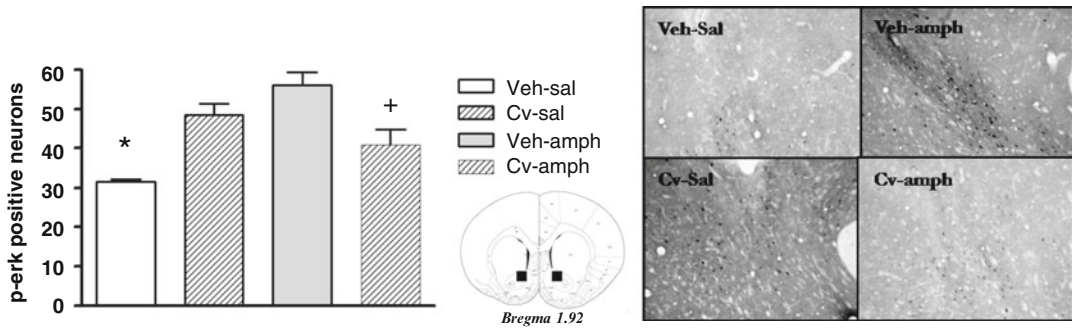 p-erk positive neurons
60
50
40
30
20
10
0
*
+
Veh-sal
Cv-sal
Veh-amph
Cv-amph
Bregma 1.92
Veh-Sal
Veh-amph
Cv-Sal
Cv-amph